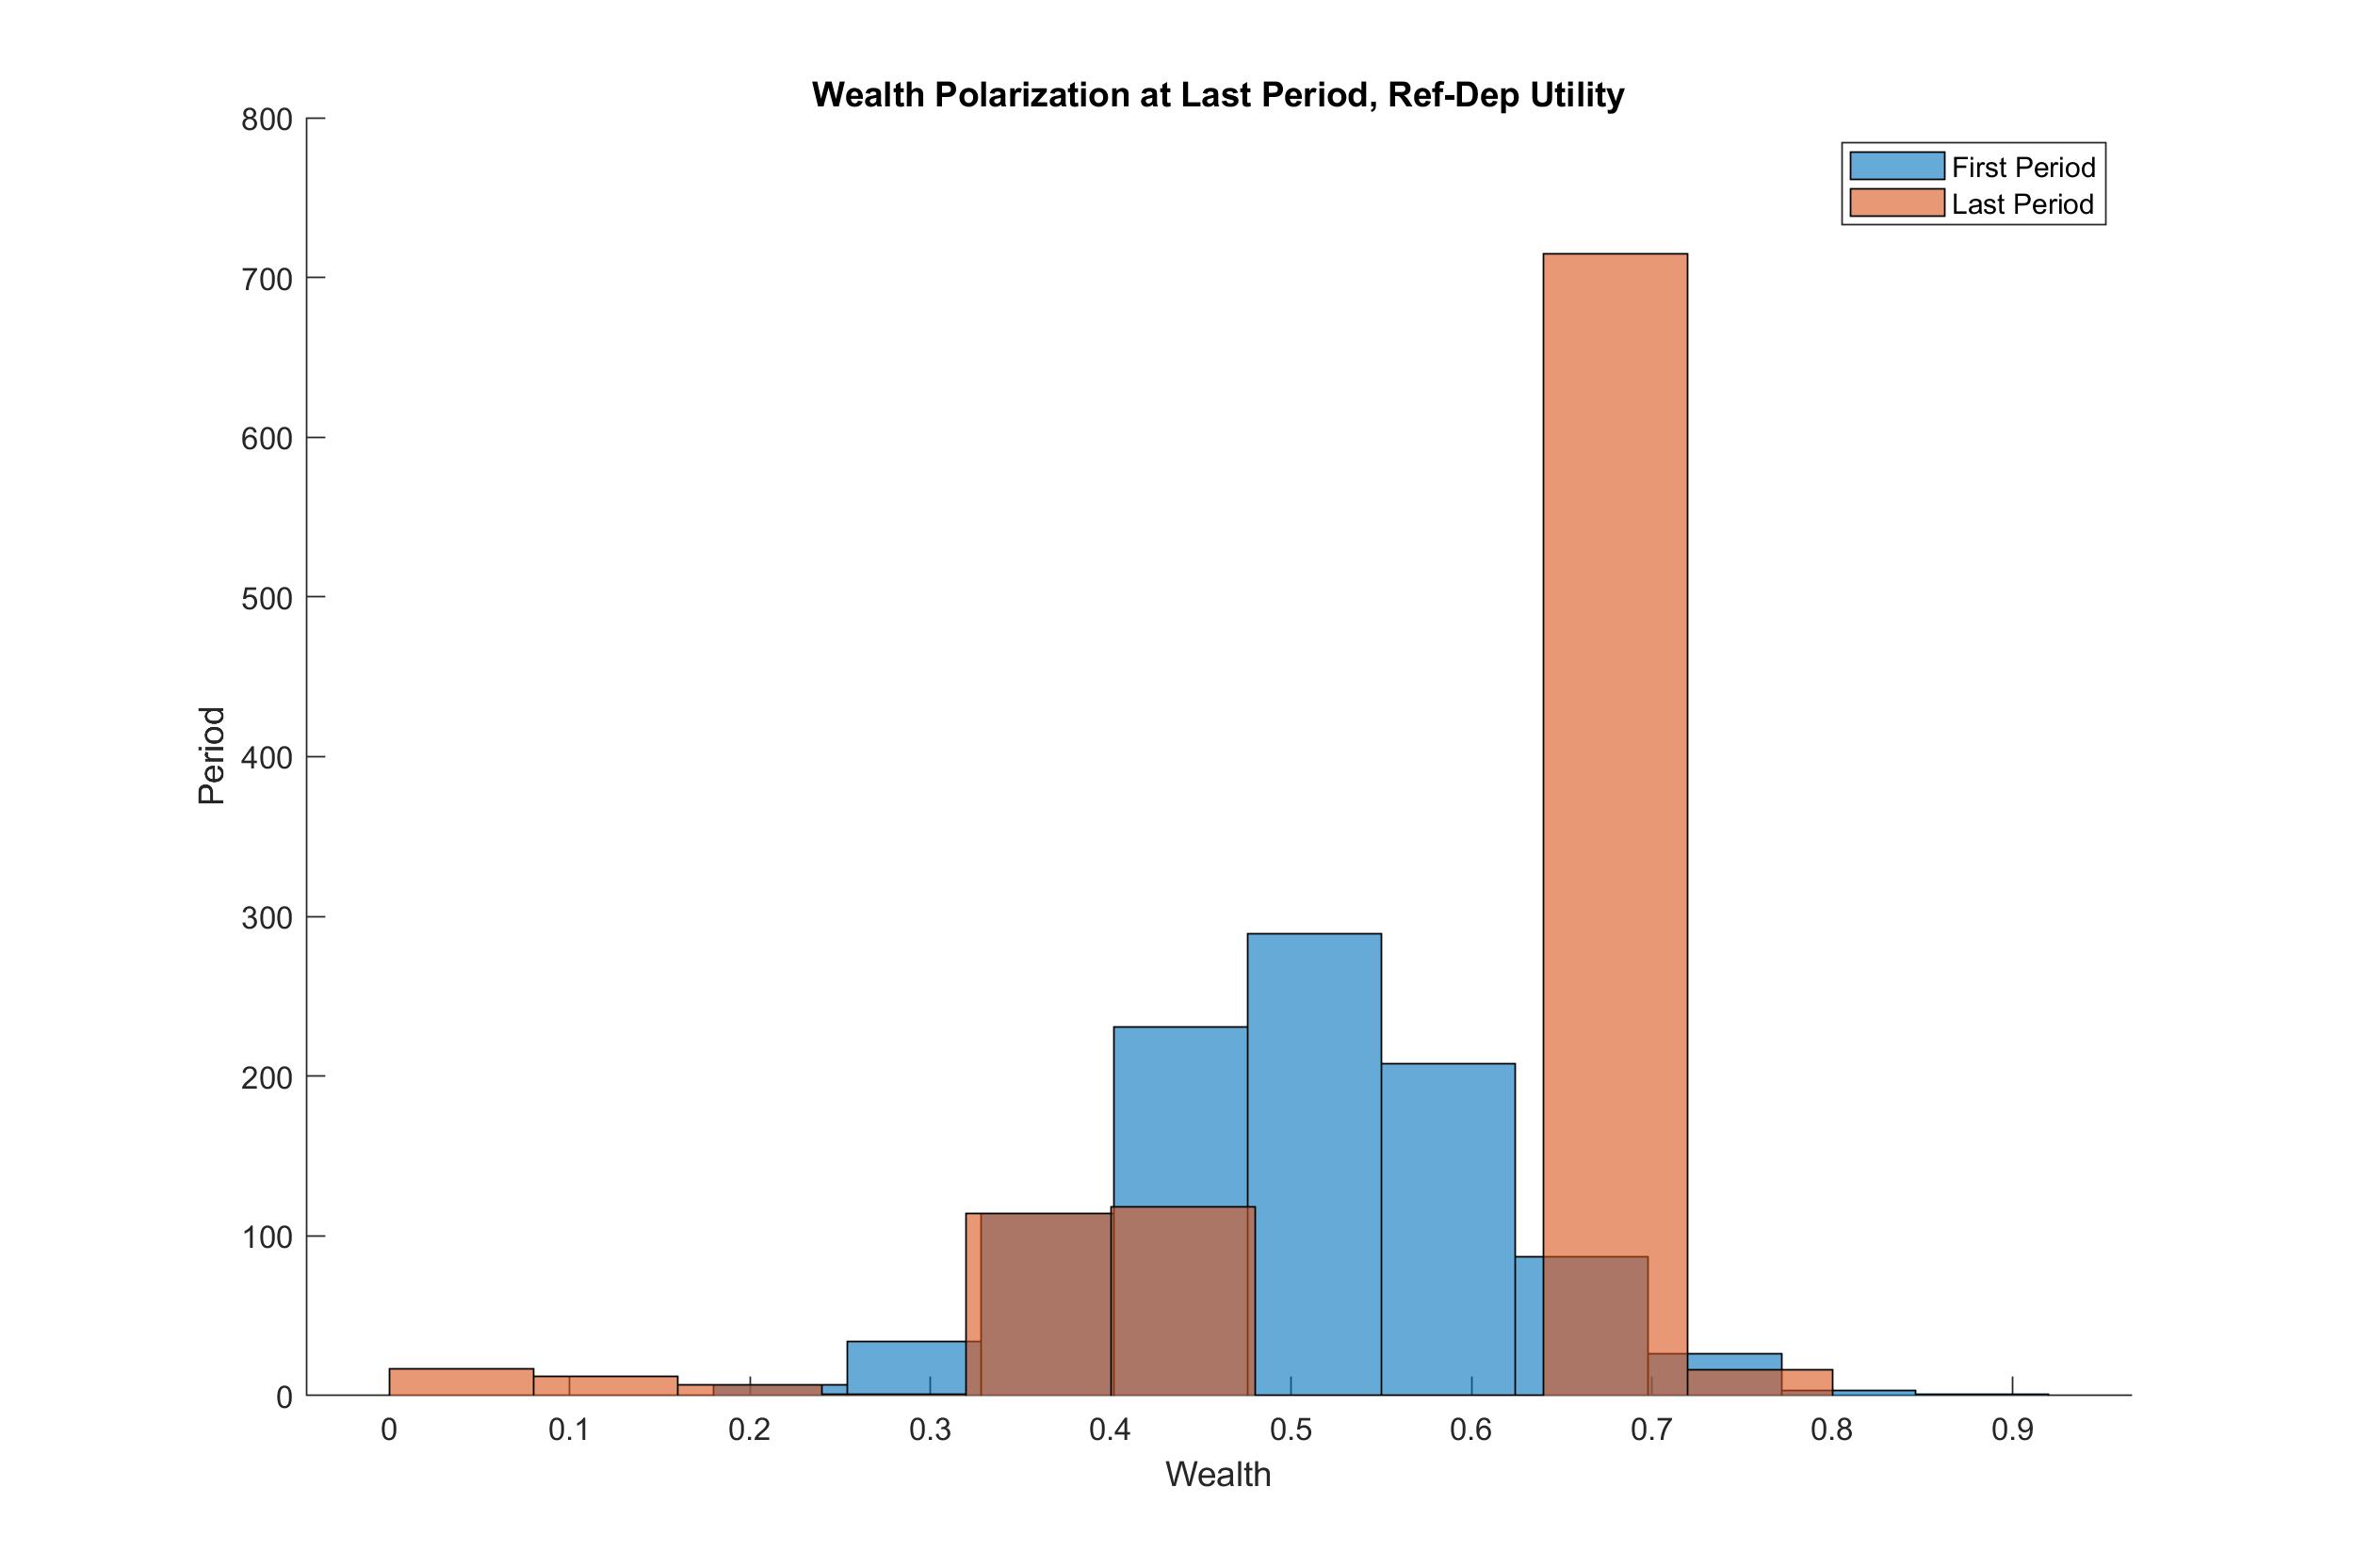 Wealth Polarization at Last Period, Ref-Dep Utility
800
First Period
Last Period
700
600
500
400
300
200
100
0
Period
0 0.1 0.2 0.3 0.4 0.5 0.6 0.7 0.8 0.9
Wealth